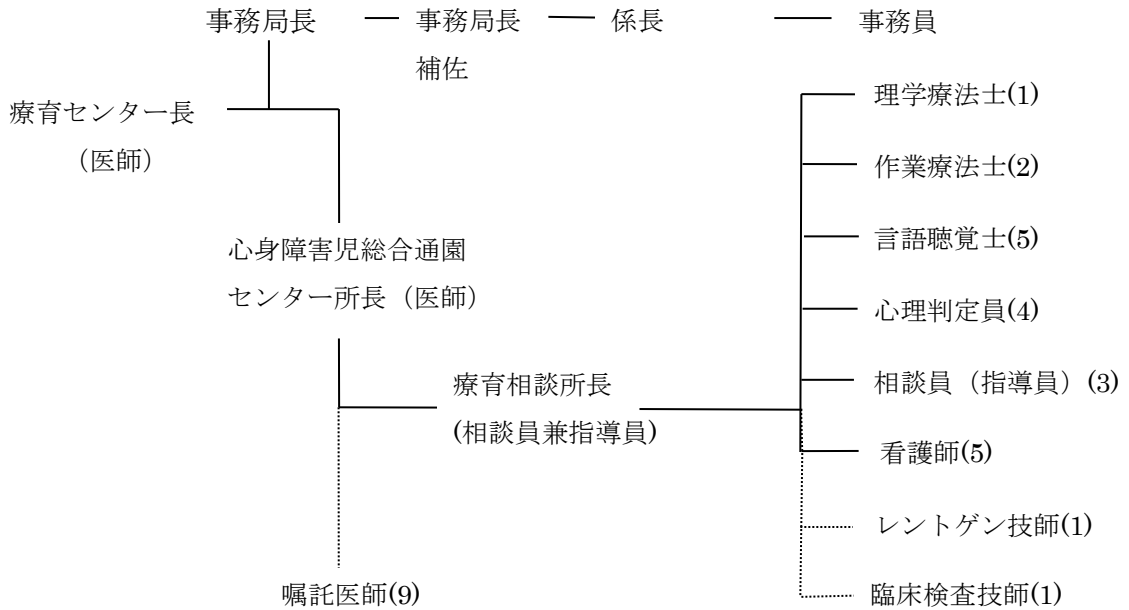 事務局長 事務局長 係長 事務員
補佐
理学療法士(1)
療育センター長
（医師）
作業療法士(2)
言語聴覚士(5)
心身障害児総合通園
センター所長（医師）
心理判定員(4)
療育相談所長
(相談員兼指導員)
相談員（指導員）(3)
看護師(5)
レントゲン技師(1)
嘱託医師(9)
臨床検査技師(1)